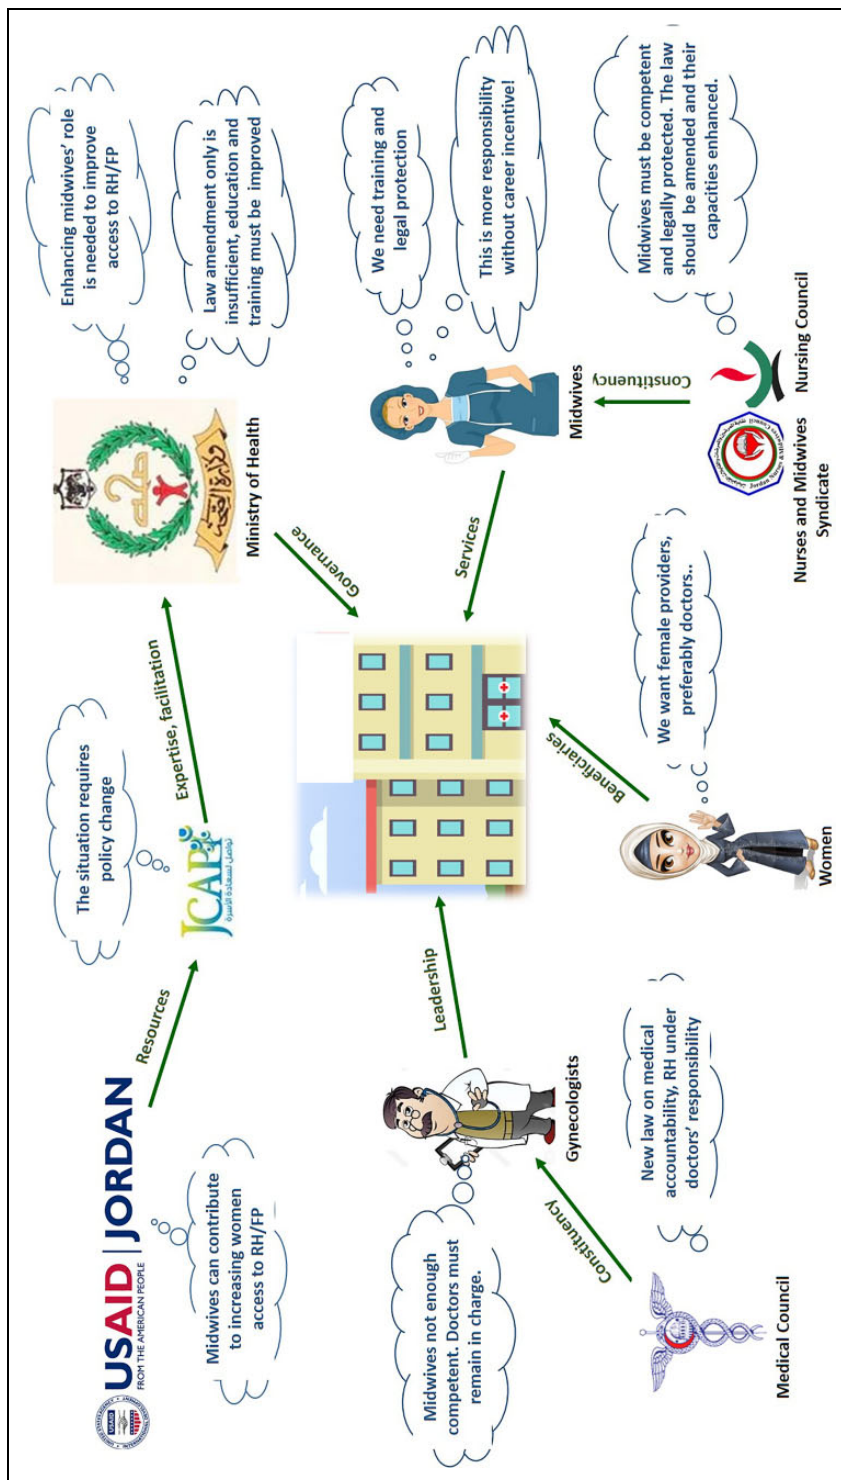 USAID | JORDAN
FROM THE AMERICAN PEOPLE
USAID
Midwives can contribute
to increasing women
access to RH/FP
Resources
The situation requires
policy change
JCAP
تواصل لسعادة الأسرة
Expertise, facilitation
Ministry of Health
Enhancing midwives' role
is needed to improve
access to RH/FP
Law amendment only is
insufficient, education and
training must be improved
Governance
Midwives not enough
competent. Doctors must
remain in charge.
Gynecologists
Leadership
Services
Midwives
We need training and
legal protection
This is more responsibility
without career incentive!
Constituency
Medical Council
New law on medical
accountability, RH under
doctors' responsibility
Beneficiaries
Women
We want female providers,
preferably doctors..
Constituency
Nurses and Midwives
Syndicate
Nursing Council
Midwives must be competent
and legally protected. The law
should be amended and their
capacities enhanced.